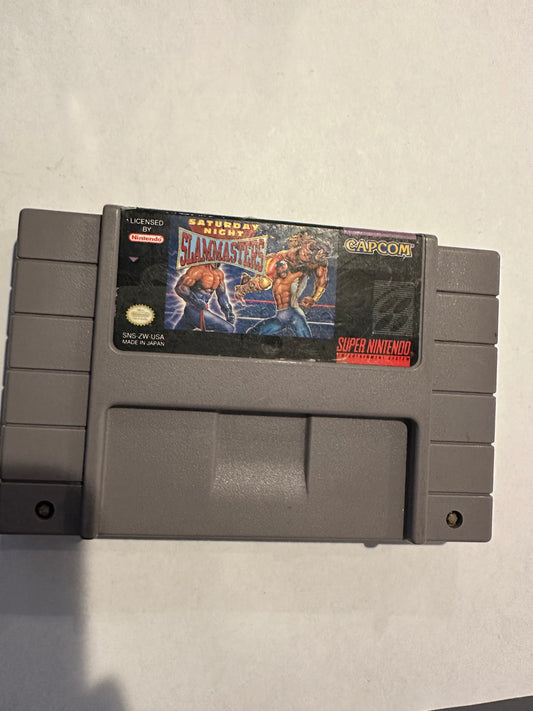 LICENSED
BY
Nintendo
SATURDAY
NIGHT
SLAMMASTERS
CAPCOM
SNS-ZW-USA
MADE IN JAPAN
SUPER NINTENDO
ENTERTAINMENT SYSTEM